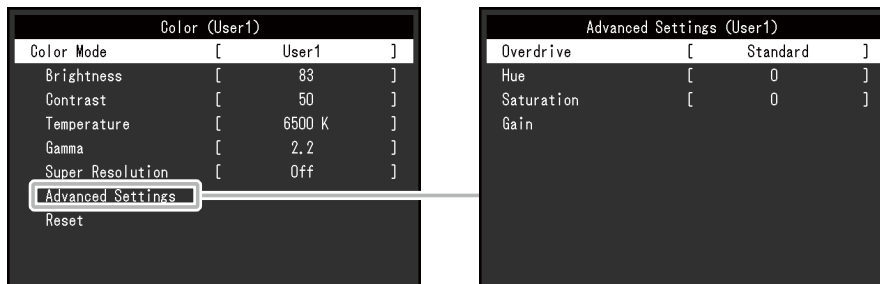 Color (User1)
Color Mode [ User1 ]
Brightness [ 83 ]
Contrast [ 50 ]
Temperature [ 6500 K ]
Gamma [ 2.2 ]
Super Resolution [ Off ]
Advanced Settings
Reset
Advanced Settings (User1)
Overdrive [ Standard ]
Hue [ 0 ]
Saturation [ 0 ]
Gain